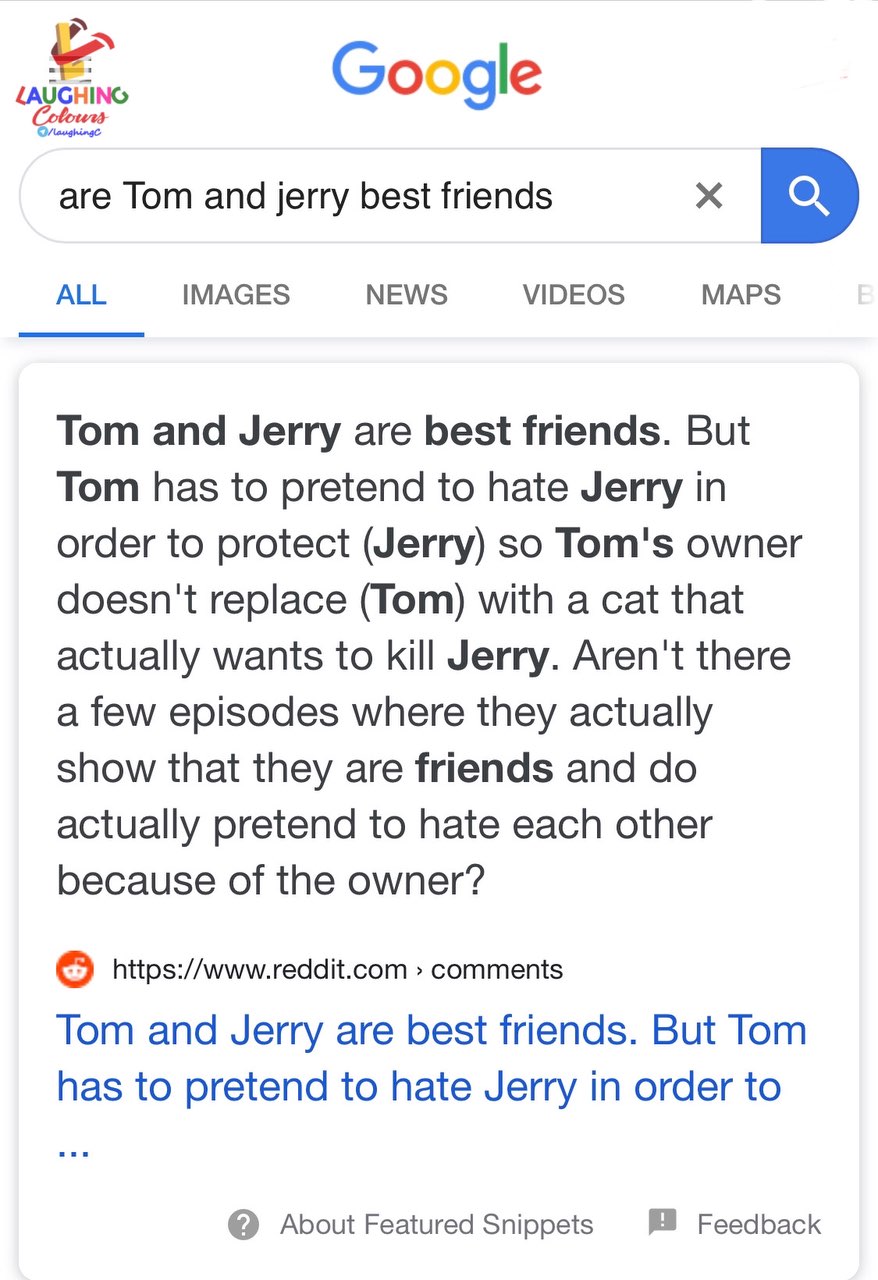 LAUGHING
Colours
/laughingC
Google
are Tom and jerry best friends
ALL IMAGES NEWS VIDEOS MAPS B
Tom and Jerry are best friends. But
Tom has to pretend to hate Jerry in
order to protect (Jerry) so Tom's owner
doesn't replace (Tom) with a cat that
actually wants to kill Jerry. Aren't there
a few episodes where they actually
show that they are friends and do
actually pretend to hate each other
because of the owner?
https://www.reddit.com › comments
Tom and Jerry are best friends. But Tom
has to pretend to hate Jerry in order to
...
About Featured Snippets Feedback